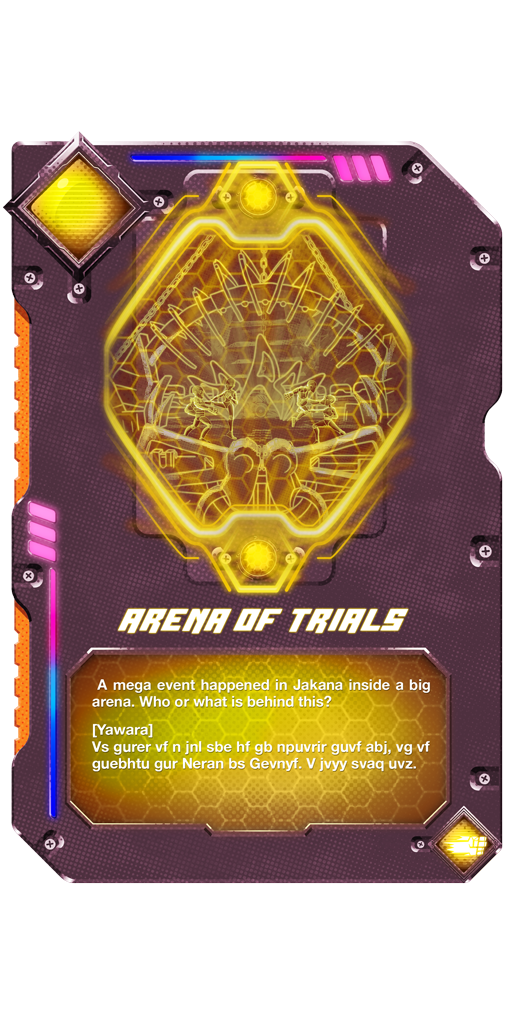 ARENA OF TRIALS
A mega event happened in Jakana inside a big
arena. Who or what is behind this?
[Yawara]
Vs gurer vf n jnl sbe hf gb npuvrir guvf abj, vg vf
guebhtu gur Neran bs Gevnyf. V jvyy svaq uvz.